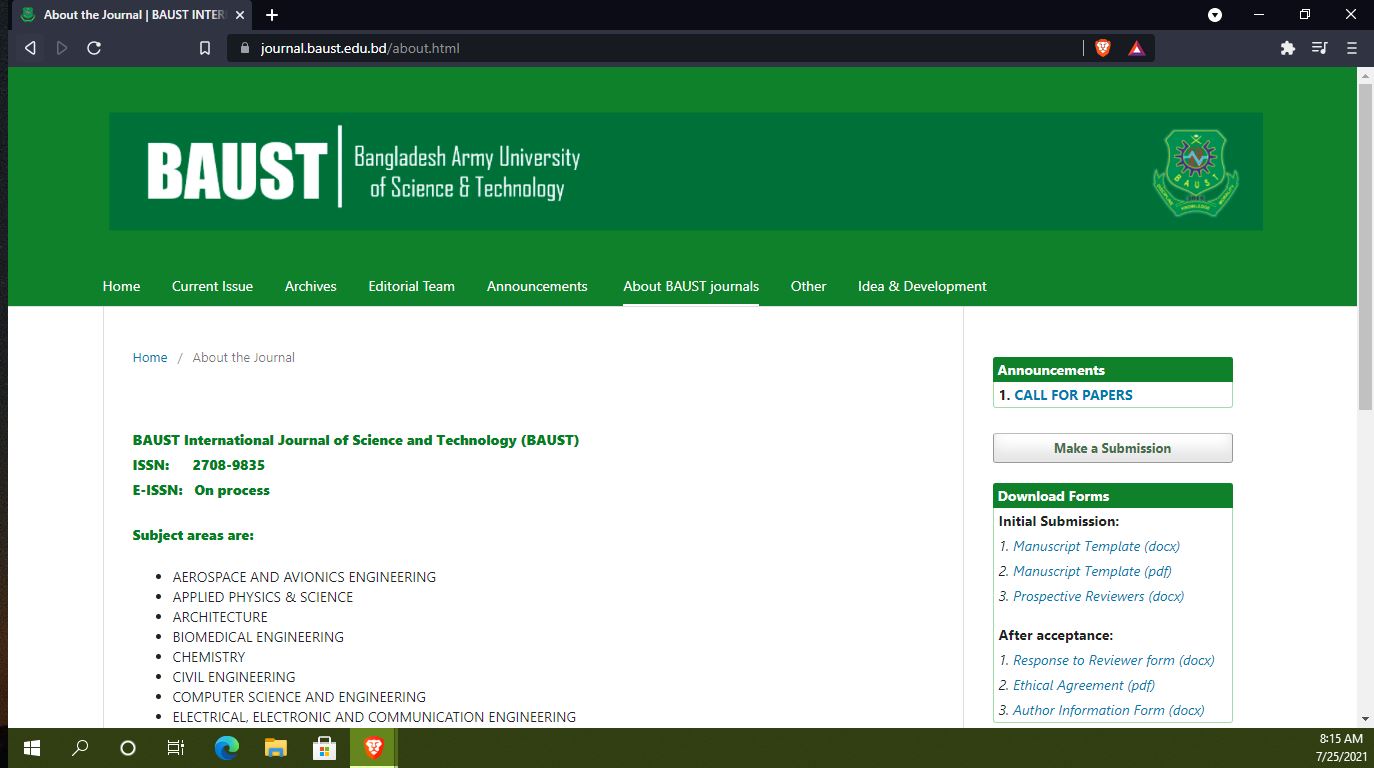 About the Journal | BAUST INTER
journal.baust.edu.bd/about.html
BAUST
Bangladesh Army University
of Science & Technology
BAUST
DISCIPLINE
KNOWLEDGE
MORALITY
Home
Current Issue
Archives
Editorial Team
Announcements
About BAUST journals
Other
Idea & Development
Home / About the Journal
BAUST International Journal of Science and Technology (BAUST)
ISSN: 2708-9835
E-ISSN: On process
Subject areas are:
• AEROSPACE AND AVIONICS ENGINEERING
• APPLIED PHYSICS & SCIENCE
• ARCHITECTURE
• BIOMEDICAL ENGINEERING
• CHEMISTRY
• CIVIL ENGINEERING
• COMPUTER SCIENCE AND ENGINEERING
• ELECTRICAL, ELECTRONIC AND COMMUNICATION ENGINEERING
Announcements
1. CALL FOR PAPERS
Make a Submission
Download Forms
Initial Submission:
1. Manuscript Template (docx)
2. Manuscript Template (pdf)
3. Prospective Reviewers (docx)
After acceptance:
1. Response to Reviewer form (docx)
2. Ethical Agreement (pdf)
3. Author Information Form (docx)
8:15 AM
7/25/2021